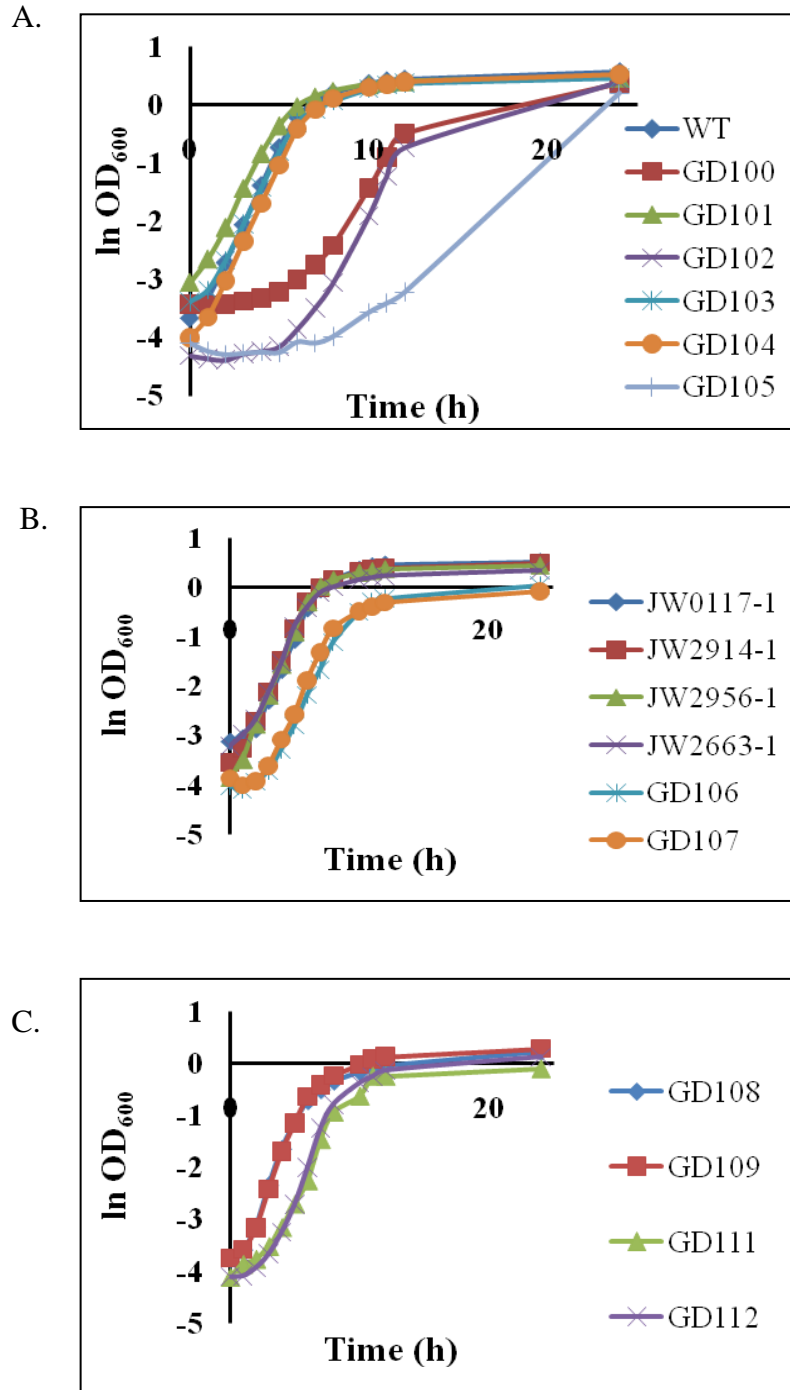 A.
1
0
-1
-2
-3
-4
-5
0
10
20
ln OD600
Time (h)
WT
GD100
GD101
GD102
GD103
GD104
GD105
B.
1
0
-1
-2
-3
-4
-5
0
20
ln OD600
Time (h)
JW0117-1
JW2914-1
JW2956-1
JW2663-1
GD106
GD107
C.
1
0
-1
-2
-3
-4
-5
0
20
ln OD600
Time (h)
GD108
GD109
GD111
GD112